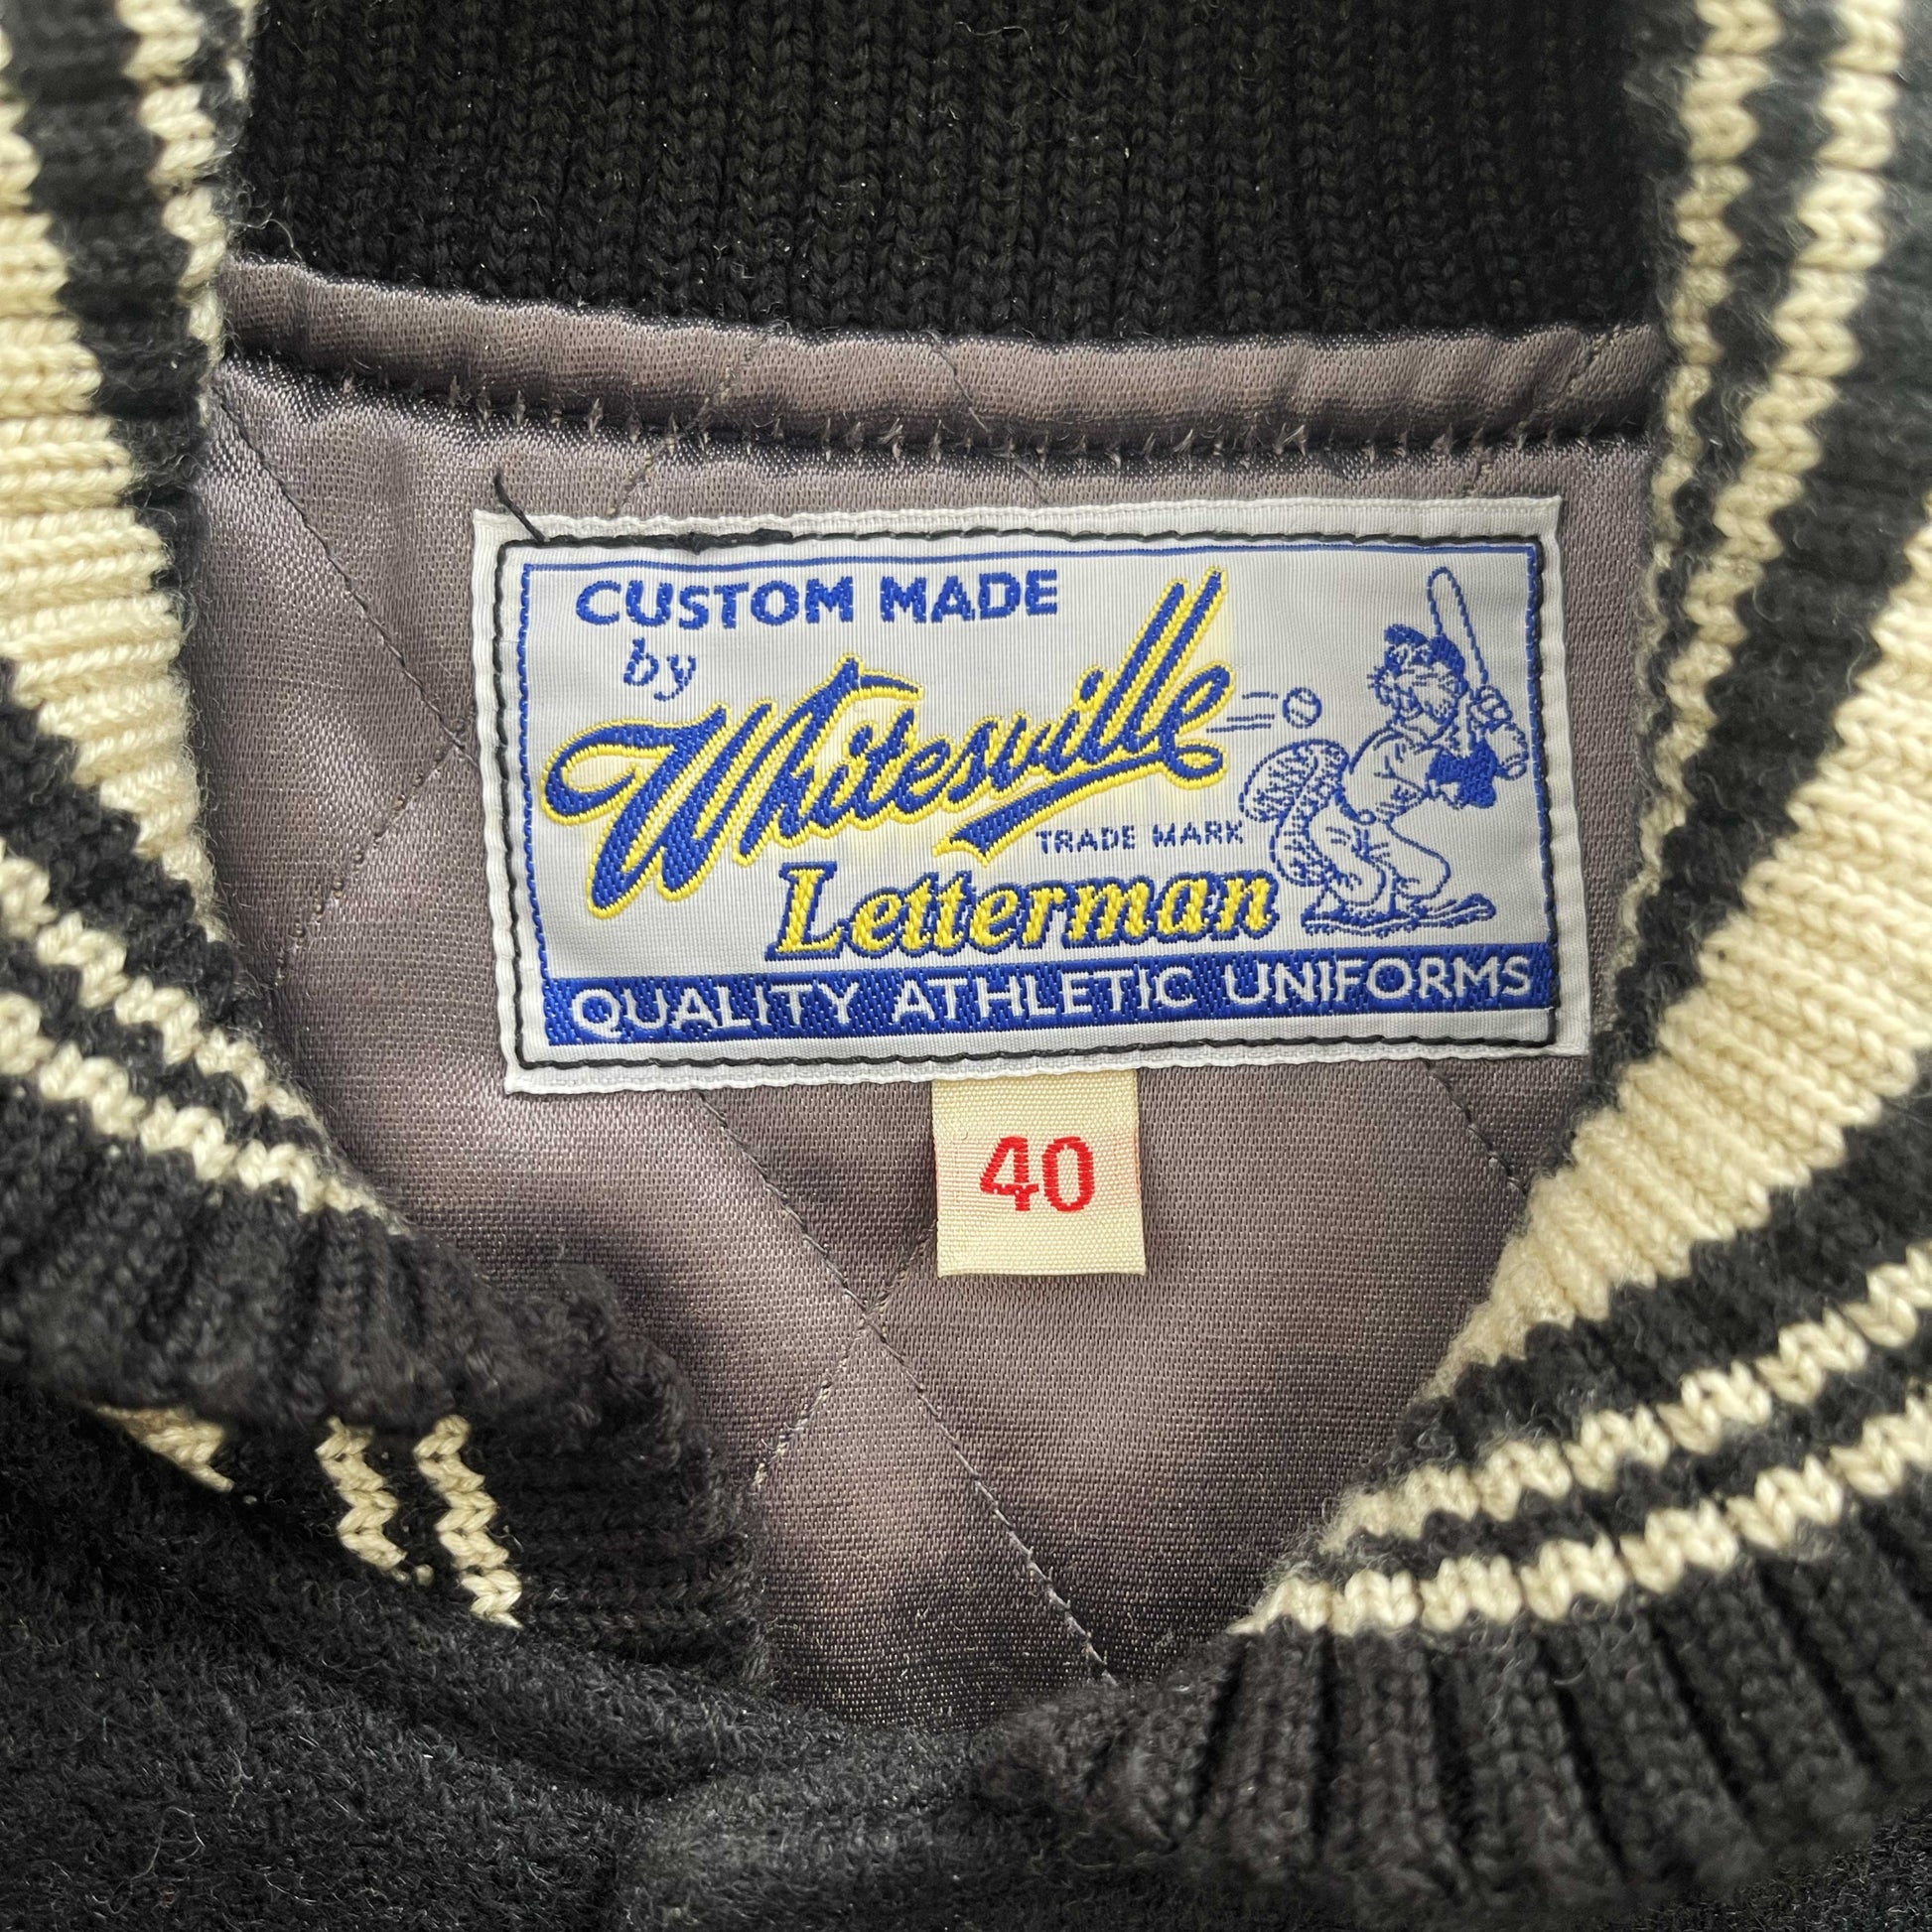 CUSTOM MADE
by
Whitesville
TRADE MARK
Letterman
QUALITY ATHLETIC UNIFORMS
40